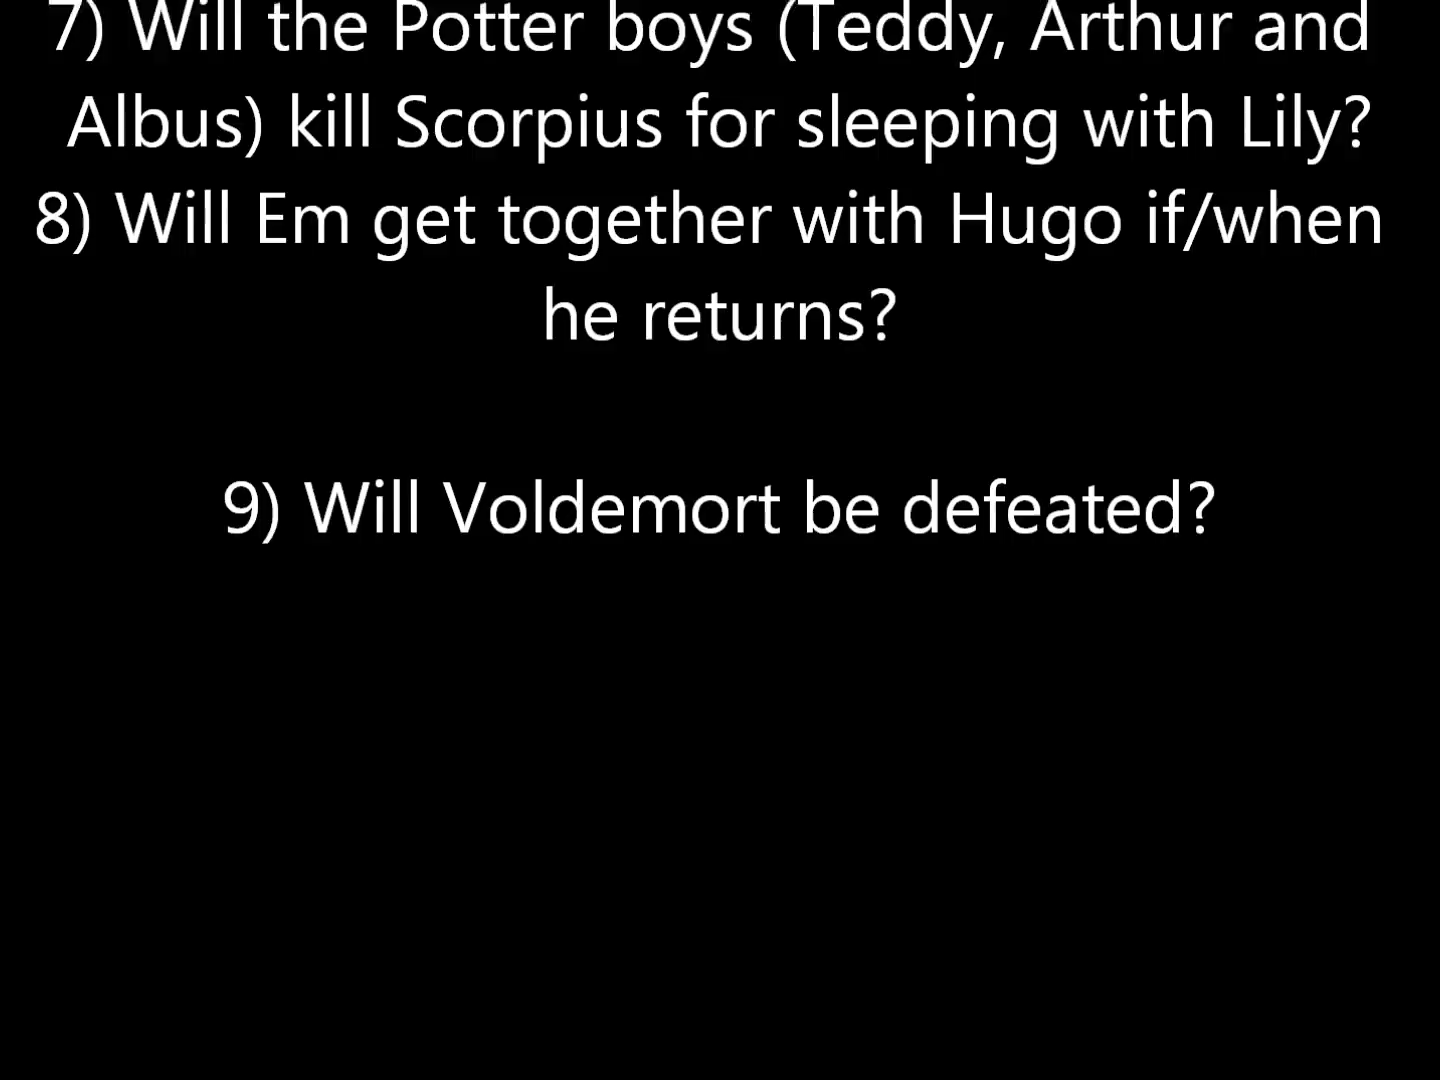 7) Will the Potter boys (Teddy, Arthur and
Albus) kill Scorpius for sleeping with Lily?
8) Will Em get together with Hugo if/when
he returns?
9) Will Voldemort be defeated?